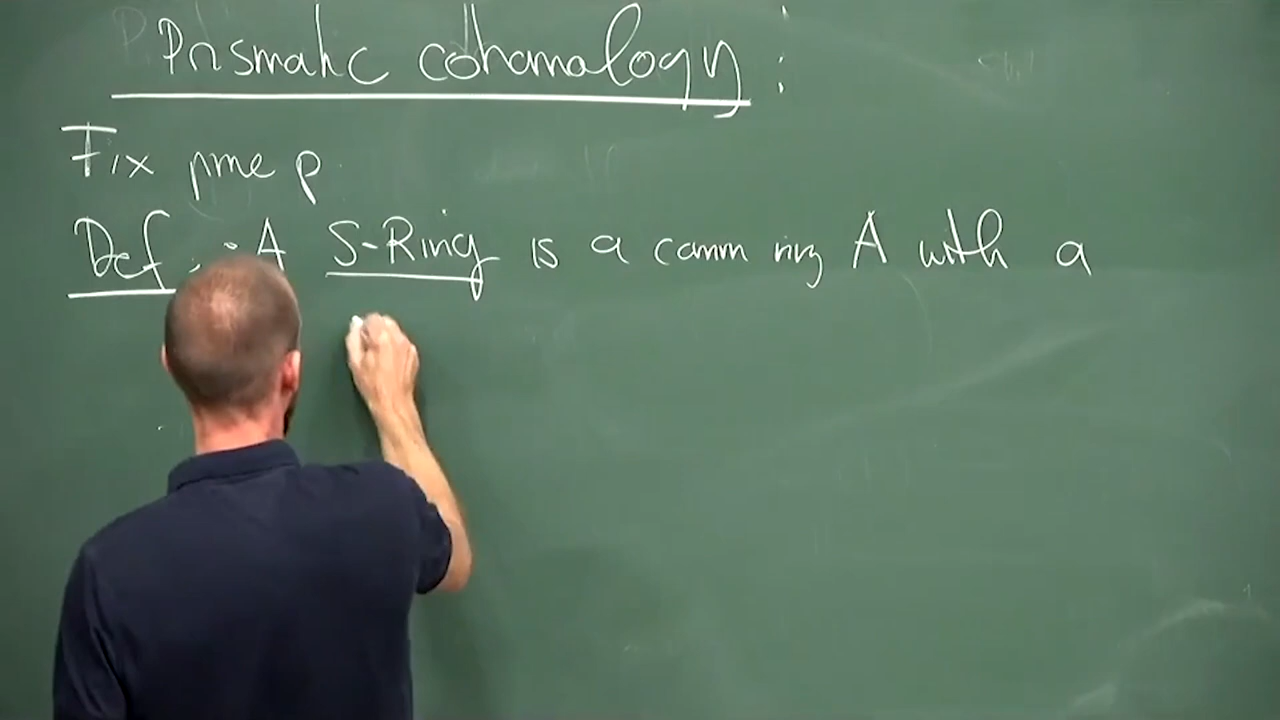 Prismatic cohomology :
Fix prime p.
Def : A δ-Ring is a comm ring A with a